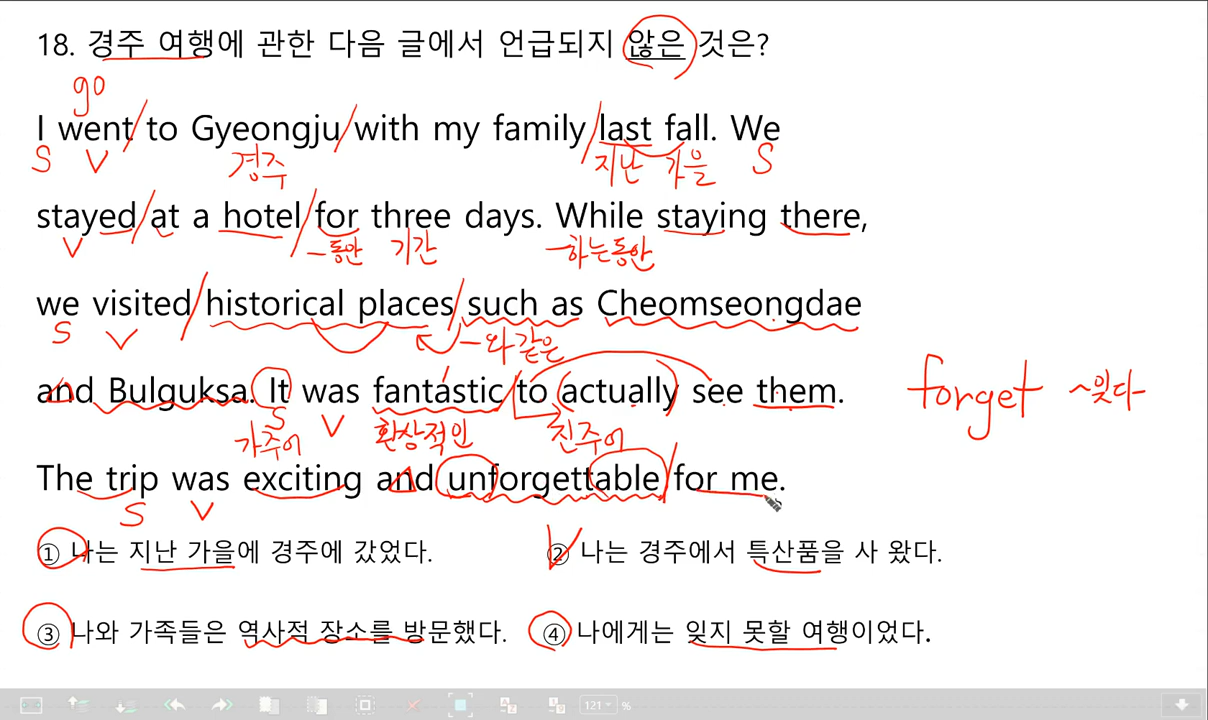 18. 경주 여행에 관한 다음 글에서 언급되지 않은 것은?
go
I went to Gyeongju with my family last fall. We
S V 경주 지난 가을 S
stayed at a hotel for three days. While staying there,
V ~동안 기간 ~하는동안
we visited historical places such as Cheomseongdae
S V ~와 같은
and Bulguksa. It was fantastic to actually see them.
forget ~잊다
S 가주어 V 환상적인 진주어
The trip was exciting and unforgettable for me.
S V
① 나는 지난 가을에 경주에 갔었다. ② 나는 경주에서 특산품을 사 왔다.
③ 나와 가족들은 역사적 장소를 방문했다. ④ 나에게는 잊지 못할 여행이었다.
121 %